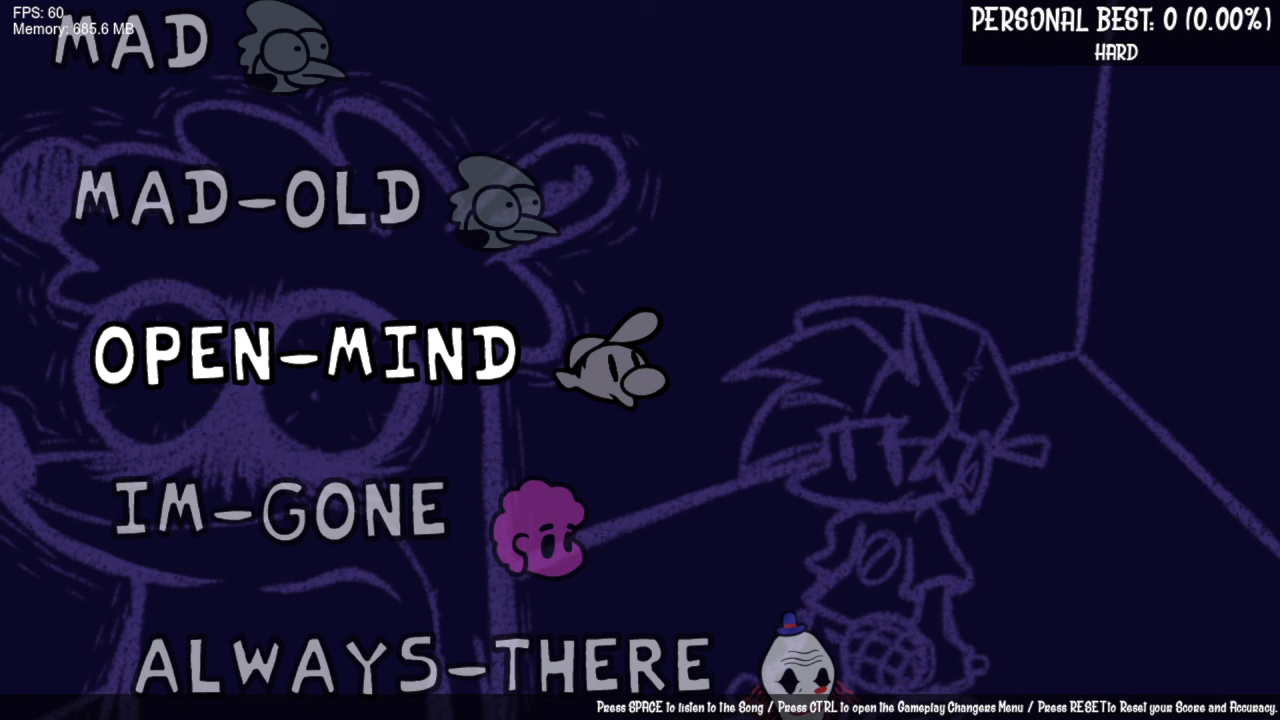 FPS: 60
Memory: 685.6 MB
PERSONAL BEST: 0 (0.00%)
HARD
MAD
MAD-OLD
OPEN-MIND
IM-GONE
ALWAYS-THERE
Press SPACE to listen to the Song / Press CTRL to open the Gameplay Changers Menu / Press RESET to Reset your Score and Accuracy.